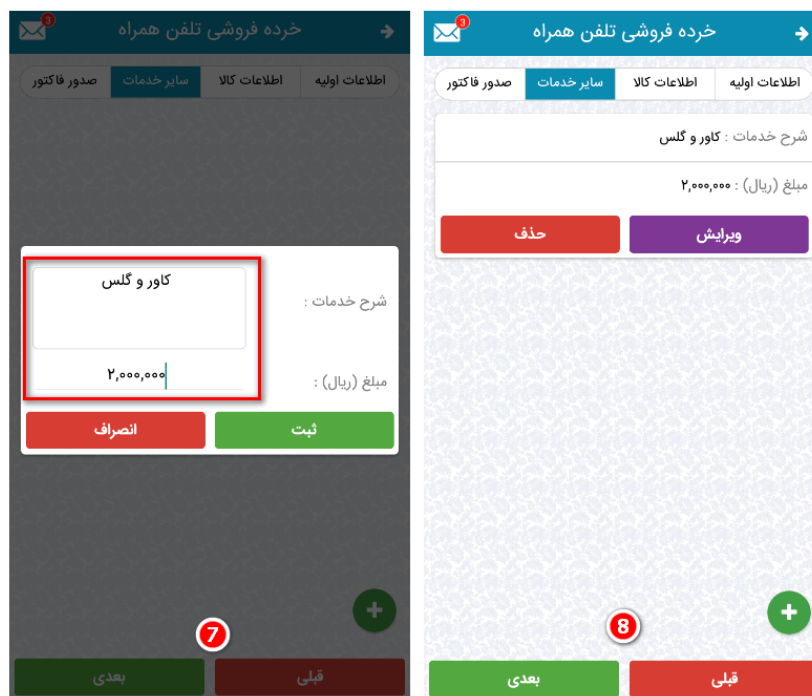 3
خرده فروشی تلفن همراه
اطلاعات اولیه
اطلاعات کالا
سایر خدمات
صدور فاکتور
شرح خدمات :
کاور و گلس
مبلغ (ریال) :
۲,۰۰۰,۰۰۰
ثبت
انصراف
+
7
قبلی
بعدی
3
خرده فروشی تلفن همراه
اطلاعات اولیه
اطلاعات کالا
سایر خدمات
صدور فاکتور
شرح خدمات : کاور و گلس
مبلغ (ریال) : ۲,۰۰۰,۰۰۰
ویرایش
حذف
+
8
قبلی
بعدی